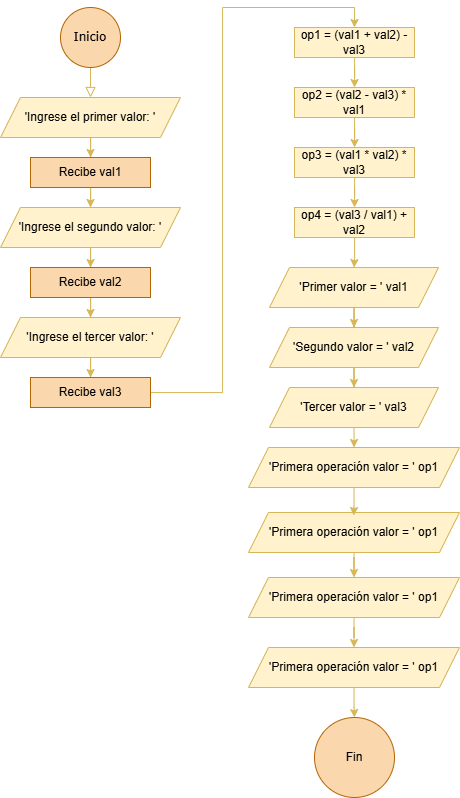 Inicio
'Ingrese el primer valor: '
Recibe val1
'Ingrese el segundo valor: '
Recibe val2
'Ingrese el tercer valor: '
Recibe val3
op1 = (val1 + val2) -
val3
op2 = (val2 - val3) *
val1
op3 = (val1 * val2) *
val3
op4 = (val3 / val1) +
val2
'Primer valor = ' val1
'Segundo valor = ' val2
'Tercer valor = ' val3
'Primera operación valor = ' op1
'Primera operación valor = ' op1
'Primera operación valor = ' op1
'Primera operación valor = ' op1
Fin